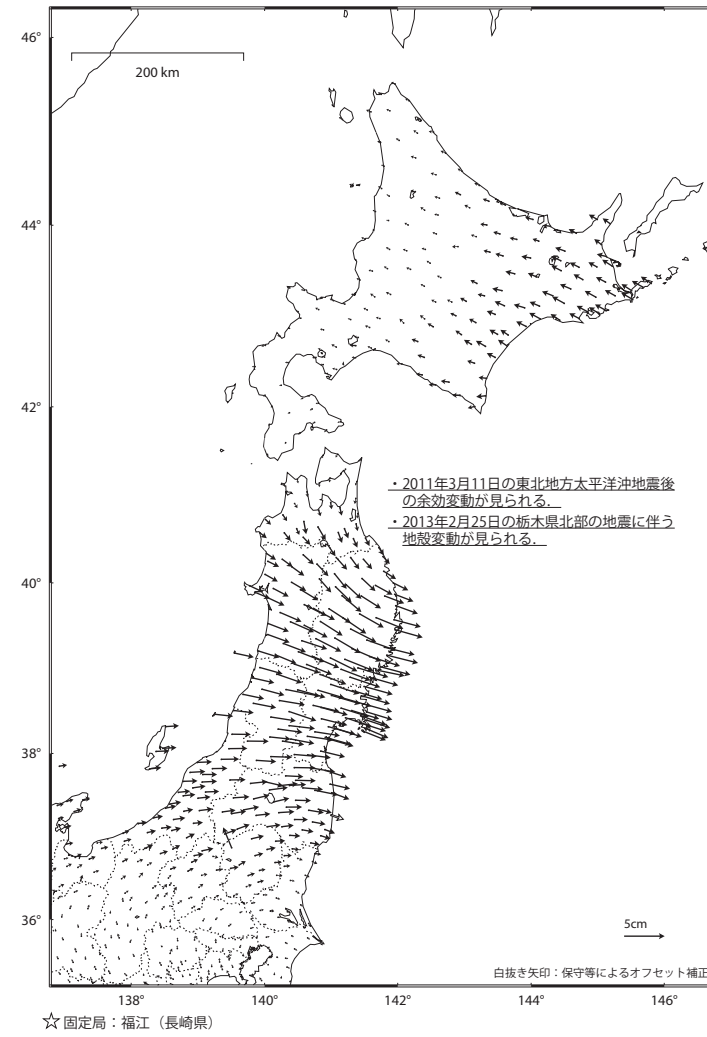 46°
200 km
44°
42°
・2011年3月11日の東北地方太平洋沖地震後
の余効変動が見られる．
・2013年2月25日の栃木県北部の地震に伴う
地殻変動が見られる．
40°
38°
36°
5cm
白抜き矢印：保守等によるオフセット補正
138°
140°
142°
144°
146°
☆ 固定局：福江（長崎県）